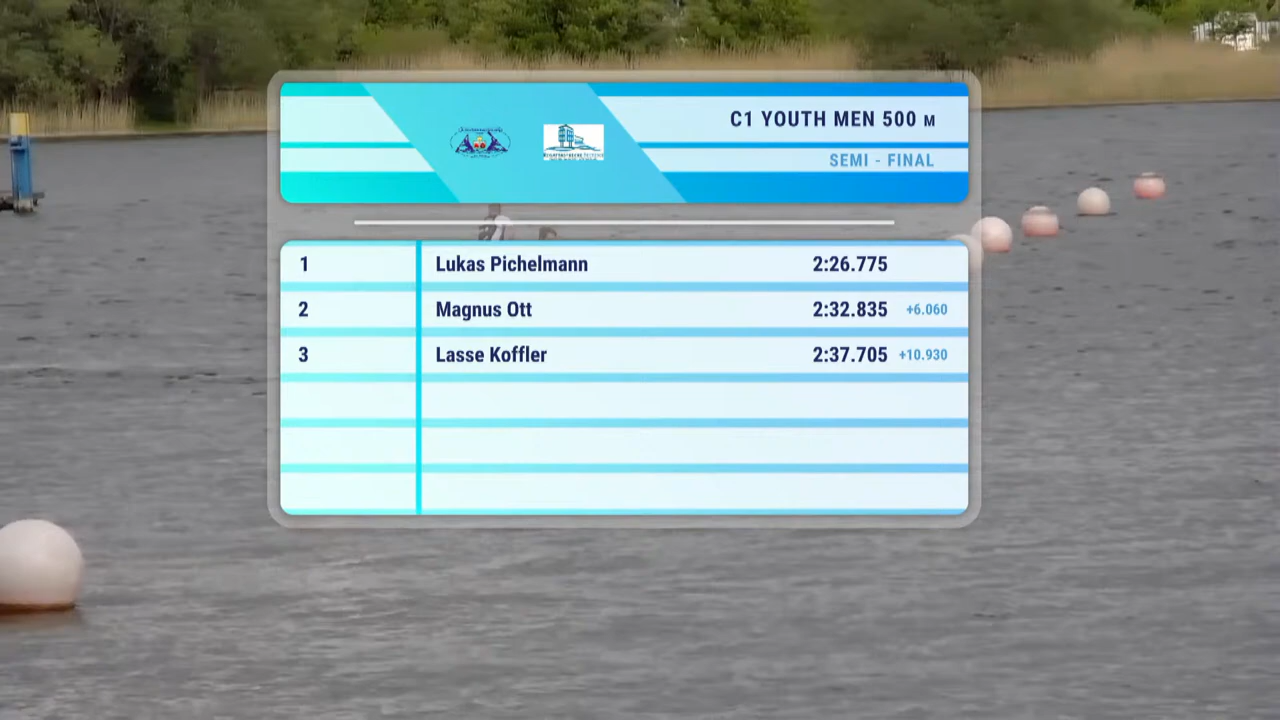 C1 YOUTH MEN 500 M
SEMI - FINAL
1 Lukas Pichelmann 2:26.775
2 Magnus Ott 2:32.835 +6.060
3 Lasse Koffler 2:37.705 +10.930